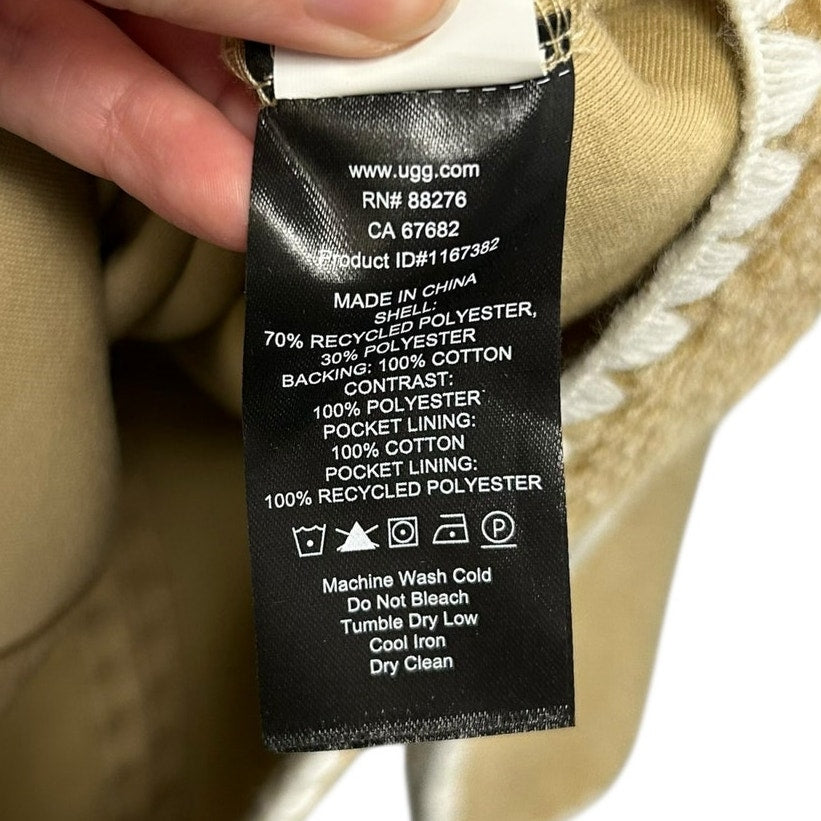 www.ugg.com
RN# 88276
CA 67682
Product ID#1167382
MADE IN CHINA
SHELL:
70% RECYCLED POLYESTER,
30% POLYESTER
BACKING: 100% COTTON
CONTRAST:
100% POLYESTER
POCKET LINING:
100% COTTON
POCKET LINING:
100% RECYCLED POLYESTER
P
Machine Wash Cold
Do Not Bleach
Tumble Dry Low
Cool Iron
Dry Clean